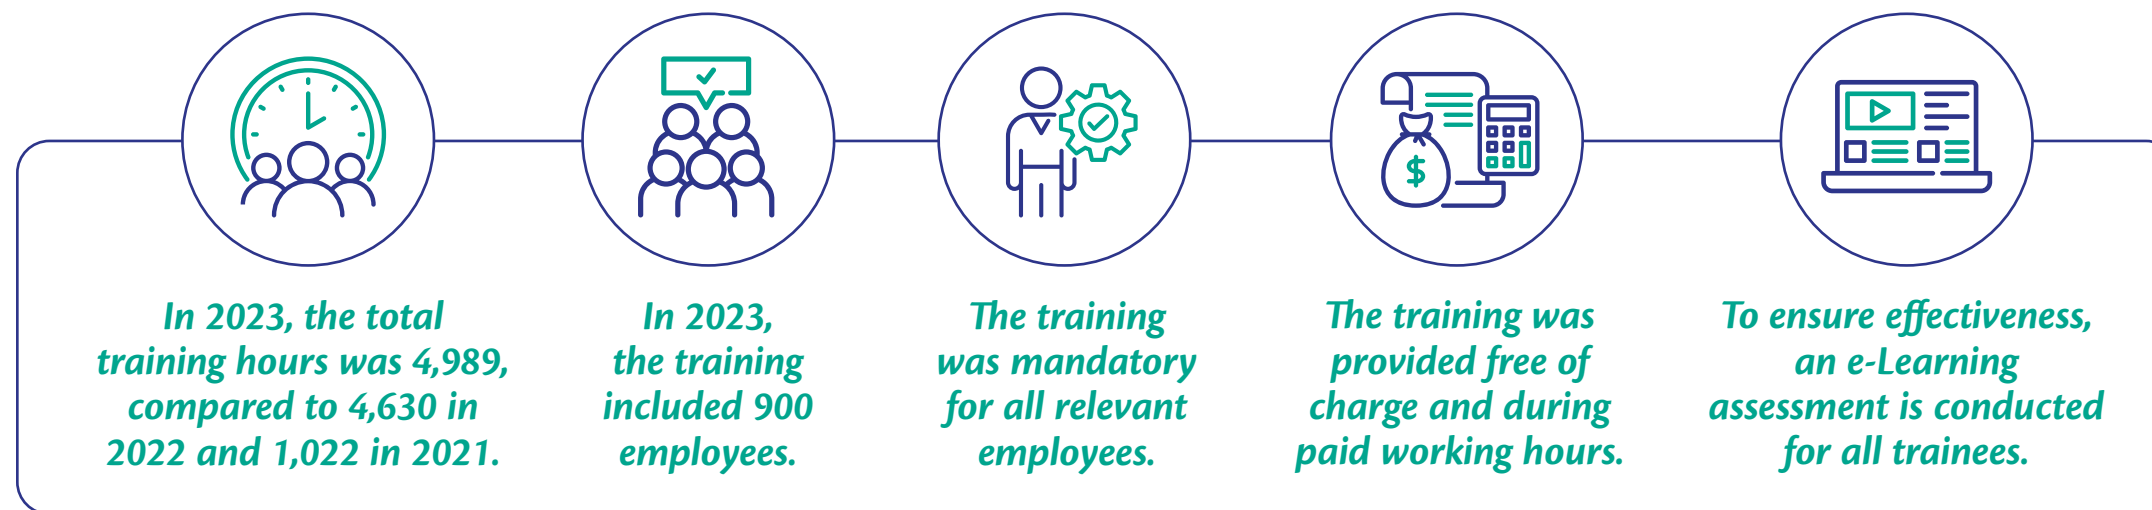 In 2023, the total
training hours was 4,989,
compared to 4,630 in
2022 and 1,022 in 2021.
In 2023,
the training
included 900
employees.
The training
was mandatory
for all relevant
employees.
$
The training was
provided free of
charge and during
paid working hours.
To ensure effectiveness,
an e-Learning
assessment is conducted
for all trainees.